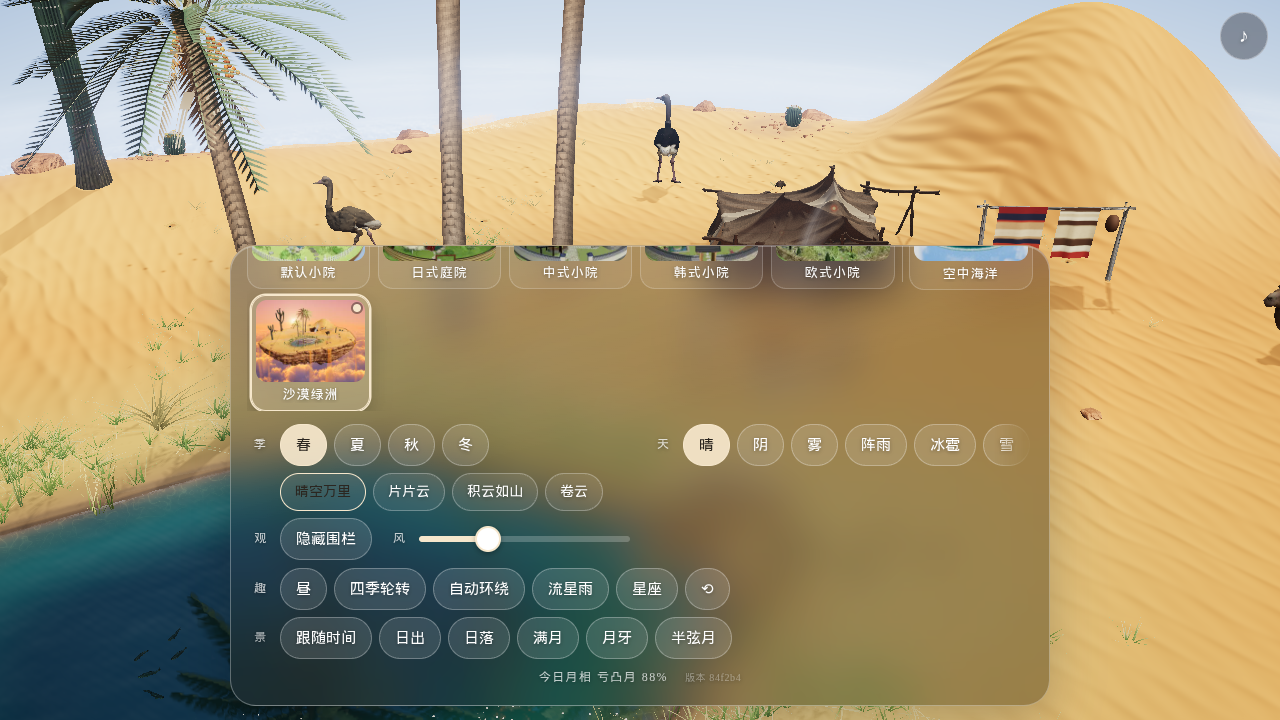 ♪
默认小院 日式庭院 中式小院 韩式小院 欧式小院 空中海洋
沙漠绿洲
季 春 夏 秋 冬 天 晴 阴 雾 阵雨 冰雹 雪
晴空万里 片片云 积云如山 卷云
观 隐藏围栏 风
趣 昼 四季轮转 自动环绕 流星雨 星座 ⟲
景 跟随时间 日出 日落 满月 月牙 半弦月
今日月相 亏凸月 88% 版本 84f2b4